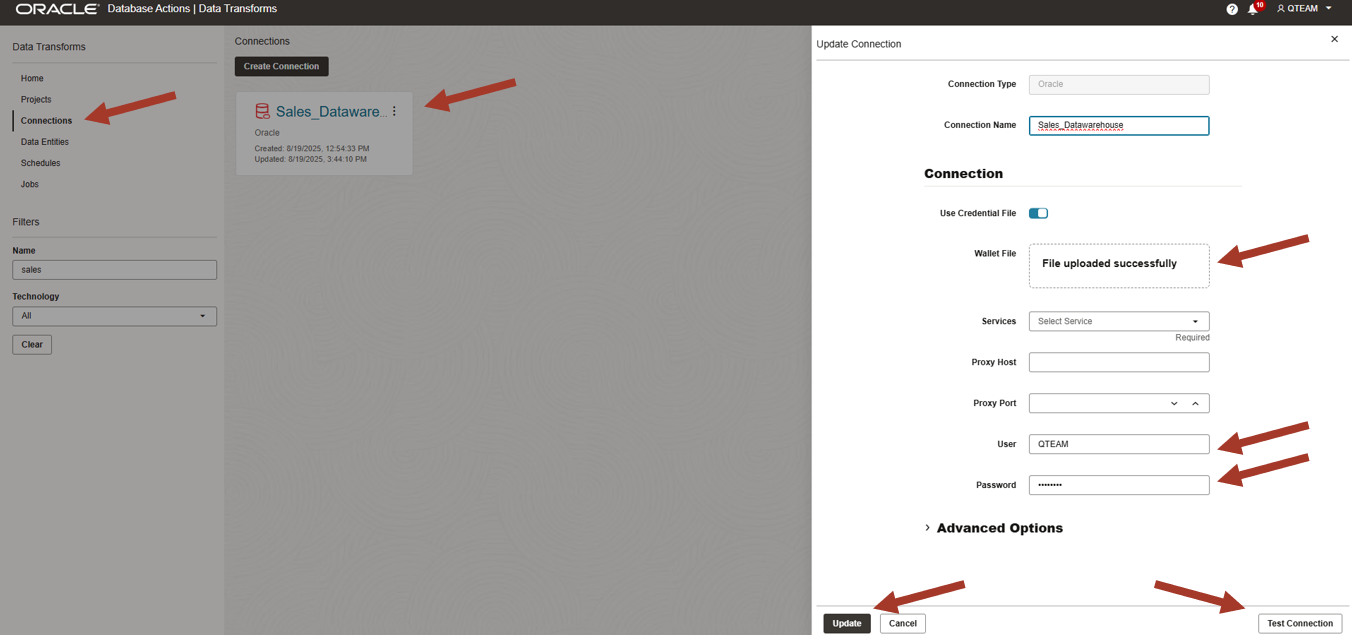 ORACLE Database Actions | Data Transforms
10
QTEAM
Data Transforms
Home
Projects
Connections
Data Entities
Schedules
Jobs
Filters
Name
sales
Technology
All
Clear
Connections
Create Connection
Sales_Dataware...
Oracle
Created: 8/19/2025, 12:54:33 PM
Updated: 8/19/2025, 3:44:10 PM
Update Connection
Connection Type Oracle
Connection Name Sales_Datawarehouse
Connection
Use Credential File
Wallet File File uploaded successfully
Services Select Service
Required
Proxy Host
Proxy Port
User QTEAM
Password ••••••••
Advanced Options
Update Cancel Test Connection